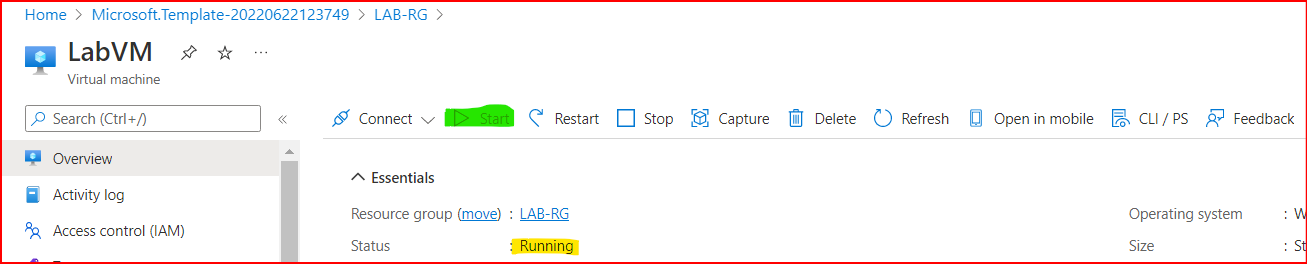 Home > Microsoft.Template-20220622123749 > LAB-RG >
LabVM
Virtual machine
Search (Ctrl+/)
Connect Start Restart Stop Capture Delete Refresh Open in mobile CLI / PS Feedback
Overview
Activity log
Access control (IAM)
Essentials
Resource group (move) : LAB-RG
Operating system :
Status : Running
Size :